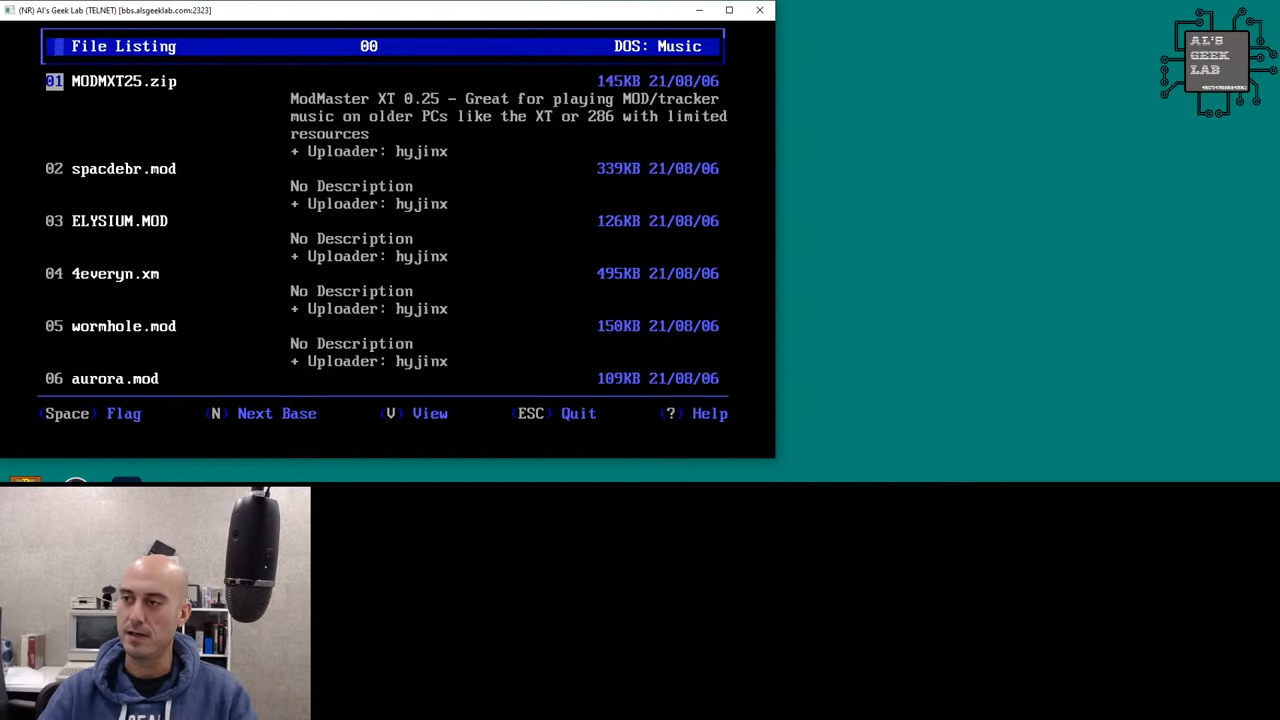 (NR) Al's Geek Lab (TELNET) [bbs.alsgeeklab.com:2323]
File Listing 00 DOS: Music
01 MODMXT25.zip 145KB 21/08/06
ModMaster XT 0.25 - Great for playing MOD/tracker
music on older PCs like the XT or 286 with limited
resources
+ Uploader: hyjinx
02 spacdebr.mod 339KB 21/08/06
No Description
+ Uploader: hyjinx
03 ELYSIUM.MOD 126KB 21/08/06
No Description
+ Uploader: hyjinx
04 4everyn.xm 495KB 21/08/06
No Description
+ Uploader: hyjinx
05 wormhole.mod 150KB 21/08/06
No Description
+ Uploader: hyjinx
06 aurora.mod 109KB 21/08/06
(Space) Flag (N) Next Base (V) View (ESC) Quit (?) Help
AL'S
GEEK
LAB